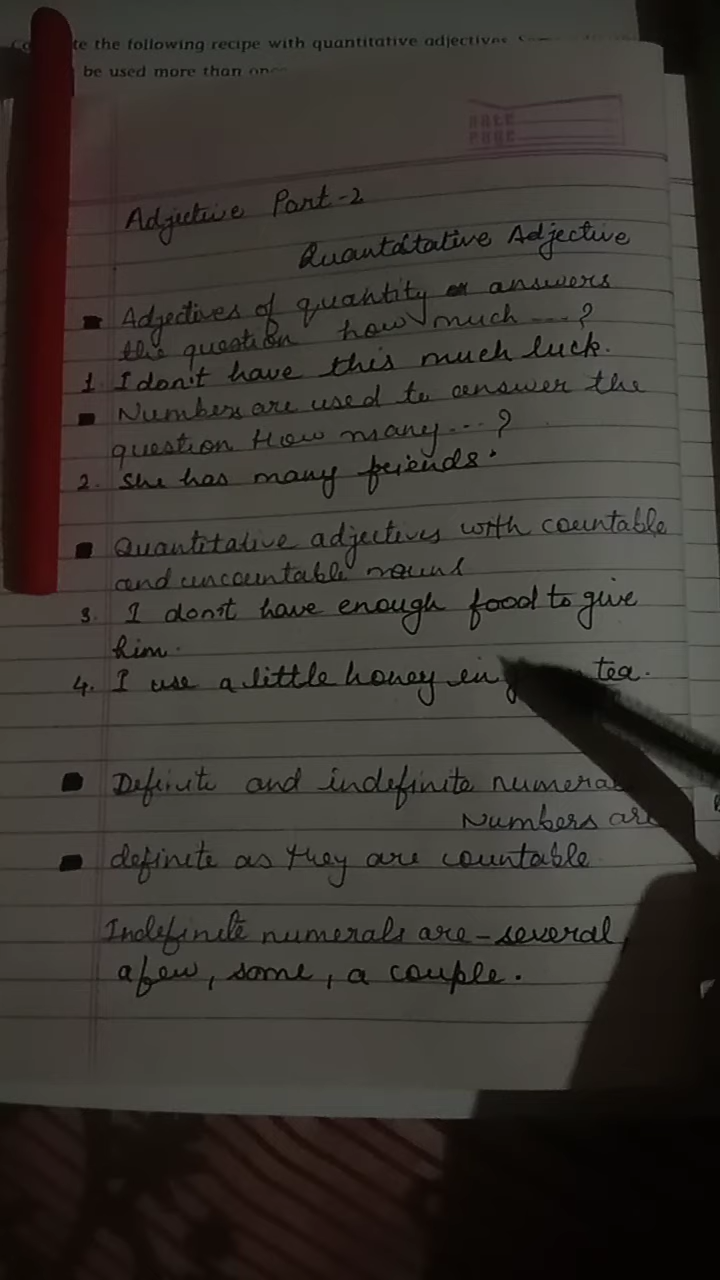 te the following recipe with quantitative adjectives
be used more than once
DATE
PAGE
Adjective Part-2
Quantitative Adjective
Adjectives of quantity answers
the question how much ...?
1. I don't have this much luck.
Numbers are used to answer the
question How many ...?
2. She has many friends.
Quantitative adjectives with countable
and uncountable nouns
3. I don't have enough food to give
him.
4. I use a little honey in tea.
Definite and indefinite numeral
Numbers are
definite as they are countable
Indefinite numerals are - several,
a few, some, a couple.